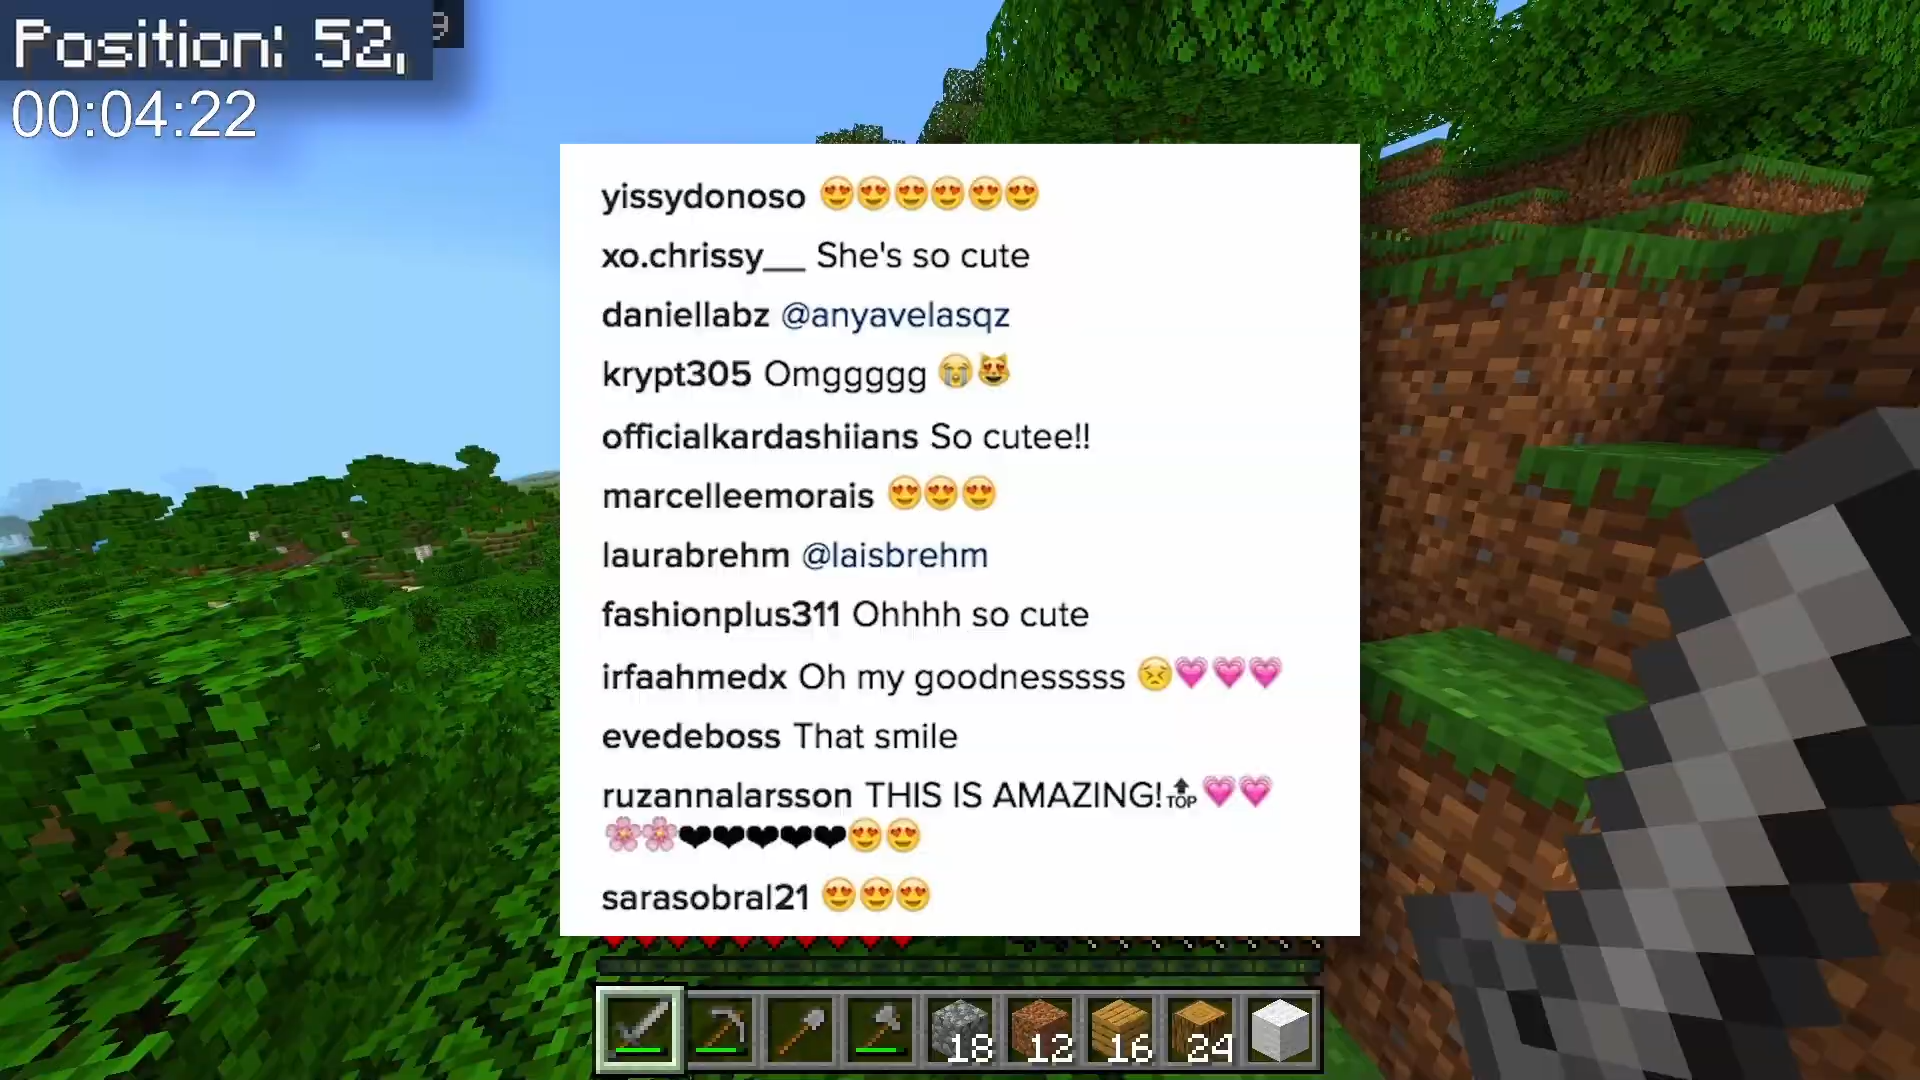 Position: 52,
9
00:04:22
yissydonoso 😍😍😍😍😍😍
xo.chrissy__ She's so cute
daniellabz @anyavelasqz
krypt305 Omggggg 😭😻
officialkardashiians So cutee!!
marcelleemorais 😍😍😍
laurabrehm @laisbrehm
fashionplus311 Ohhhh so cute
irfaahmedx Oh my goodnesssss 😣💗💗💗
evedeboss That smile
ruzannalarsson THIS IS AMAZING!🔝💗💗
🌸🌸❤❤❤❤❤😍😍
sarasobral21 😍😍😍
18 12 16 24